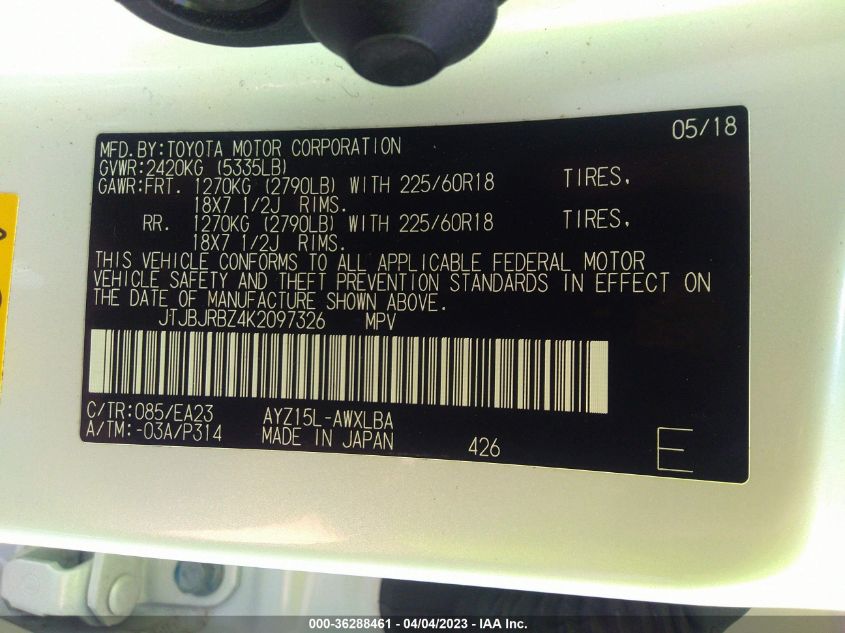 05/18
MFD.BY:TOYOTA MOTOR CORPORATION
GVWR:2420KG (5335LB)
GAWR:FRT. 1270KG (2790LB) WITH 225/60R18 TIRES,
18X7 1/2J RIMS.
RR. 1270KG (2790LB) WITH 225/60R18 TIRES,
18X7 1/2J RIMS.
THIS VEHICLE CONFORMS TO ALL APPLICABLE FEDERAL MOTOR
VEHICLE SAFETY AND THEFT PREVENTION STANDARDS IN EFFECT ON
THE DATE OF MANUFACTURE SHOWN ABOVE.
JTJBJRBZ4K2097326 MPV
C/TR:085/EA23 AYZ15L-AWXLBA
A/TM:-03A/P314 MADE IN JAPAN 426 E
000-36288461 - 04/04/2023 - IAA Inc.